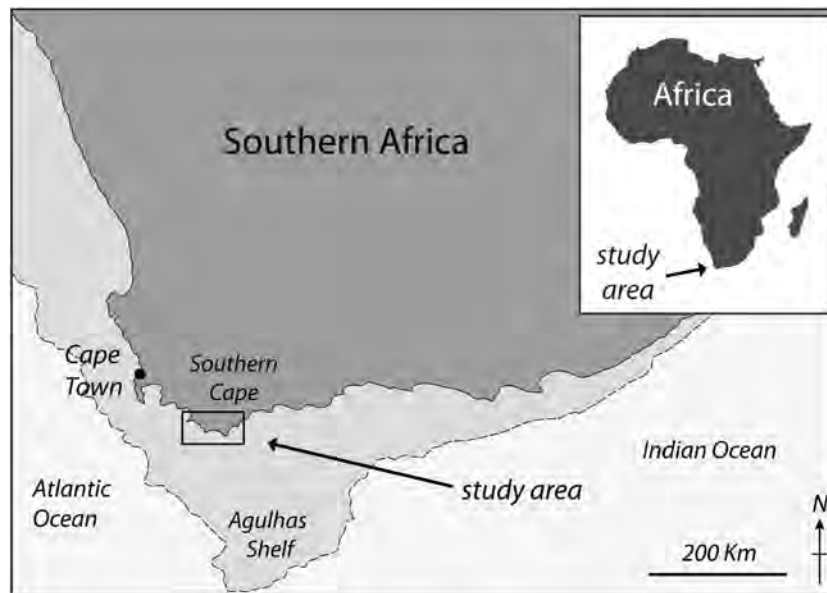 Africa
Southern Africa
study
area
Cape
Town
Southern
Cape
Indian Ocean
study area
Atlantic
Ocean
Agulhas
Shelf
N
200 Km